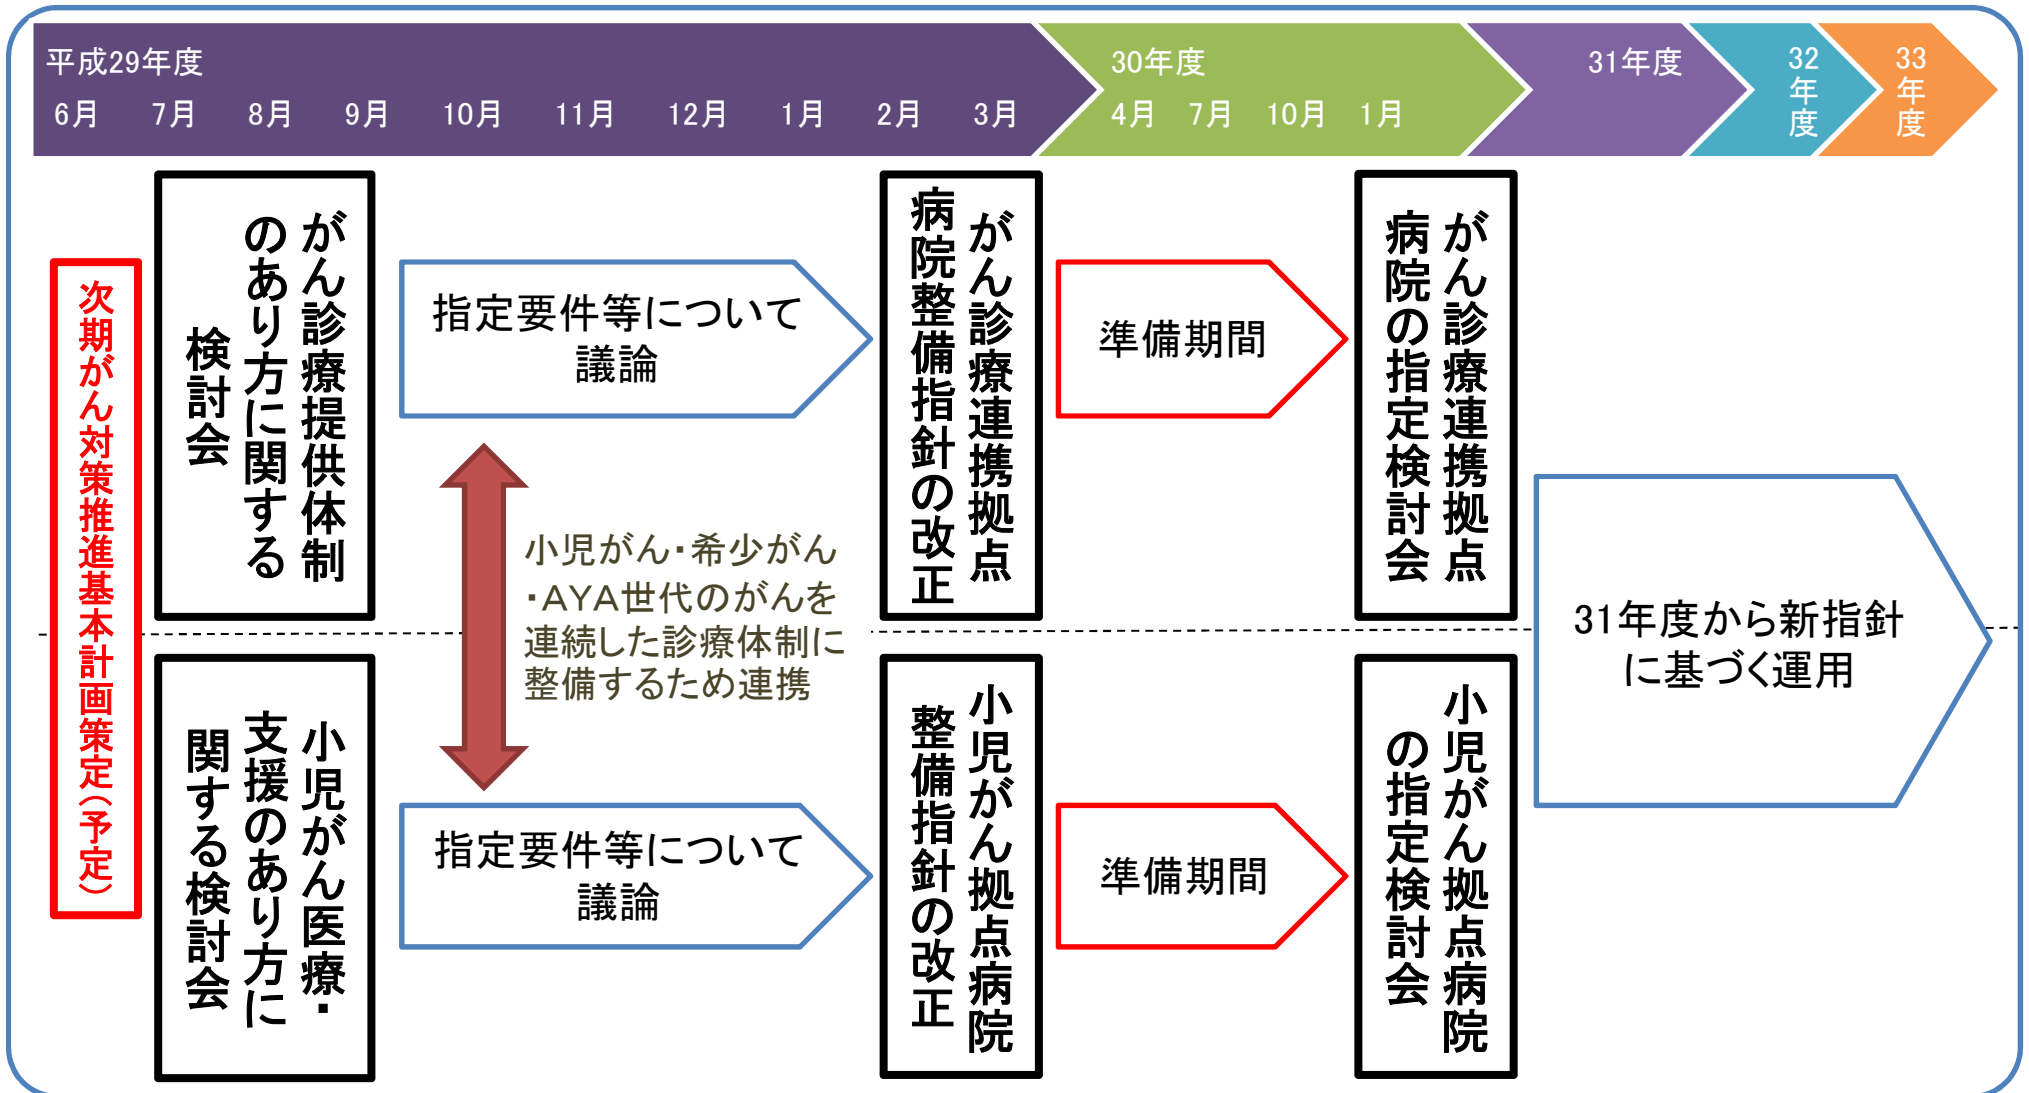 平成29年度
6月 7月 8月 9月 10月 11月 12月 1月 2月 3月
30年度
4月 7月 10月 1月
31年度
32年度
33年度
次期がん対策推進基本計画策定(予定)
がん診療提供体制
のあり方に関する
検討会
指定要件等について
議論
がん診療連携拠点
病院整備指針の改正
準備期間
がん診療連携拠点
病院の指定検討会
小児がん・希少がん
・AYA世代のがんを
連続した診療体制に
整備するため連携
小児がん医療・
支援のあり方に
関する検討会
指定要件等について
議論
小児がん拠点病院
整備指針の改正
準備期間
小児がん拠点病院
の指定検討会
31年度から新指針
に基づく運用